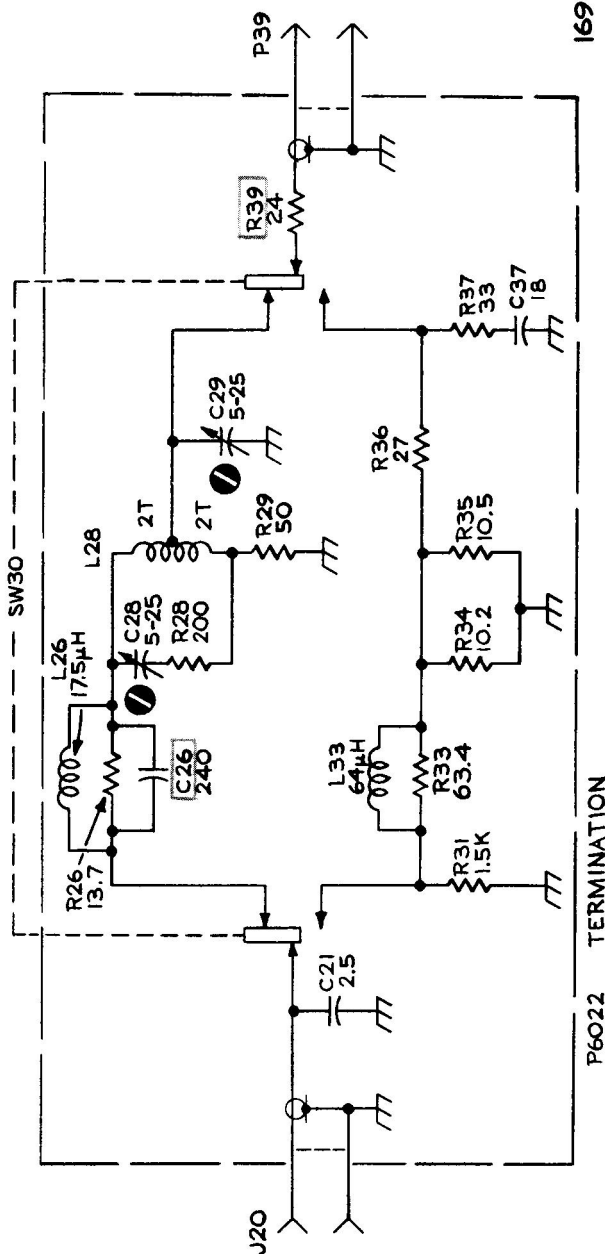 SW30
L26
17.5µH
R26
13.7
C26
240
C28
5-25
R28
200
L28
2T
2T
R29
50
C29
5-25
R39
24
P39
J20
C21
2.5
L33
64µH
R33
63.4
R31
1.5K
R34
10.2
R35
10.5
R36
27
R37
33
C37
18
P6022 TERMINATION
169